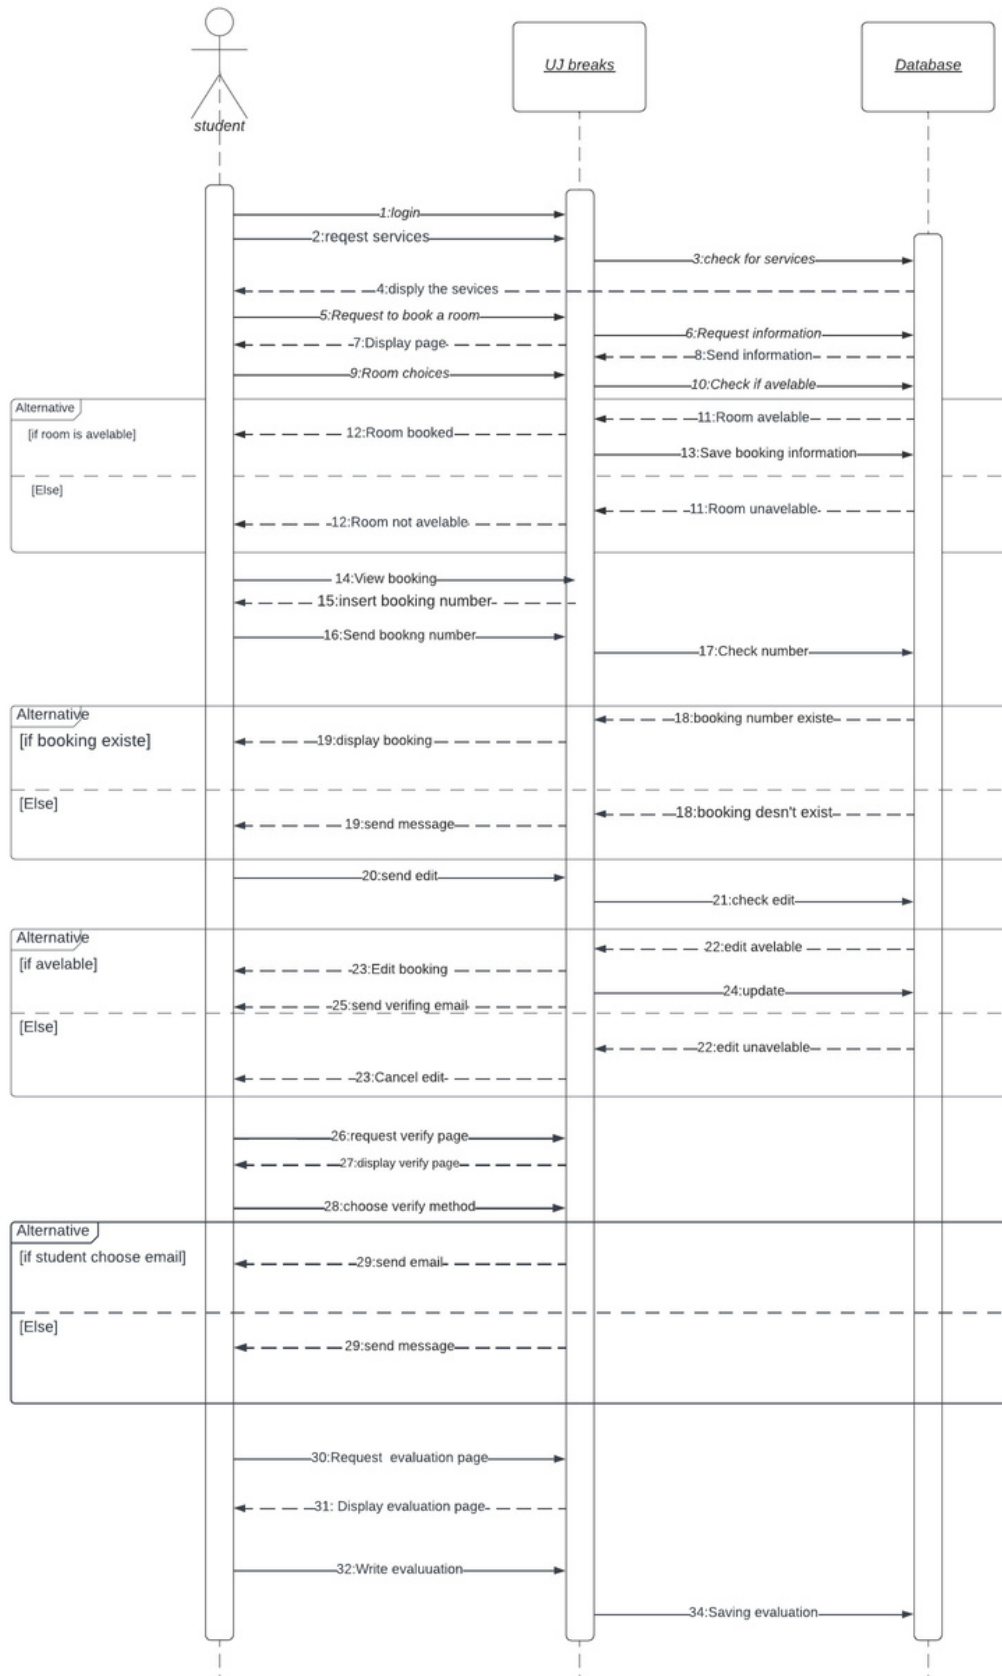 student
UJ breaks
Database
1:login
2:reqest services
3:check for services
4:disply the sevices
5:Request to book a room
6:Request information
7:Display page
8:Send information
9:Room choices
10:Check if avelable
Alternative
11:Room avelable
[if room is avelable]
12:Room booked
13:Save booking information
[Else]
11:Room unavelable
12:Room not avelable
14:View booking
15:insert booking number
16:Send bookng number
17:Check number
Alternative
18:booking number existe
[if booking existe]
19:display booking
[Else]
18:booking desn't exist
19:send message
20:send edit
21:check edit
Alternative
22:edit avelable
[if avelable]
23:Edit booking
24:update
25:send verifing email
[Else]
22:edit unavelable
23:Cancel edit
26:request verify page
27:display verify page
28:choose verify method
Alternative
[if student choose email]
29:send email
[Else]
29:send message
30:Request evaluation page
31: Display evaluation page
32:Write evaluuation
34:Saving evaluation